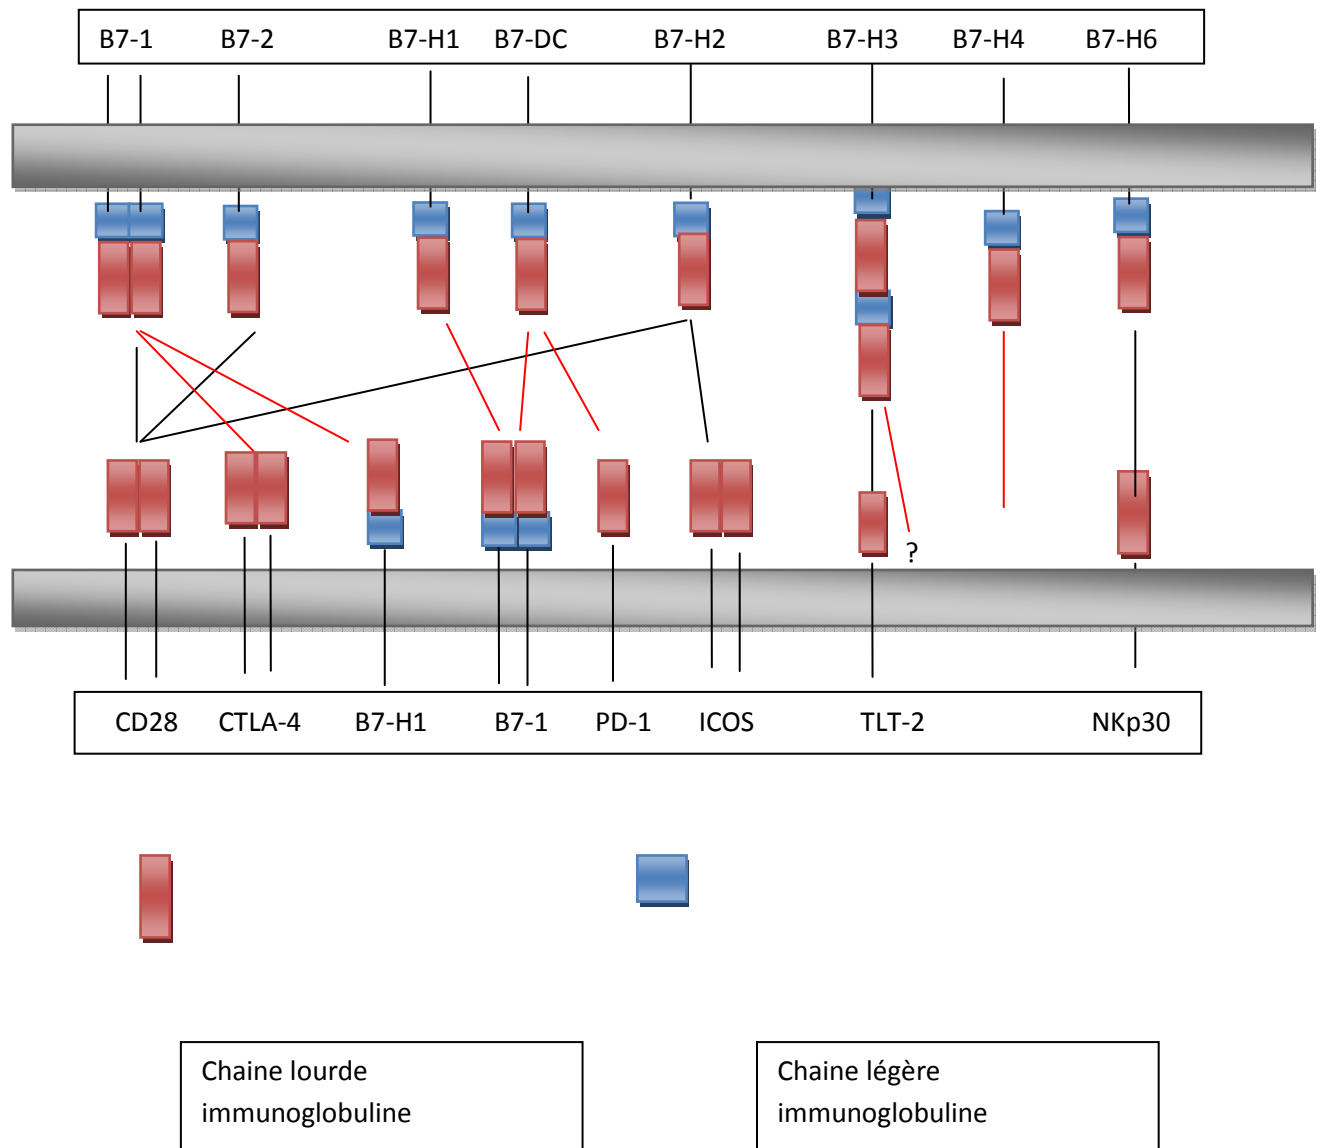 B7-1 B7-2 B7-H1 B7-DC B7-H2 B7-H3 B7-H4 B7-H6
?
CD28 CTLA-4 B7-H1 B7-1 PD-1 ICOS TLT-2 NKp30
Chaine lourde
immunoglobuline
Chaine légère
immunoglobuline